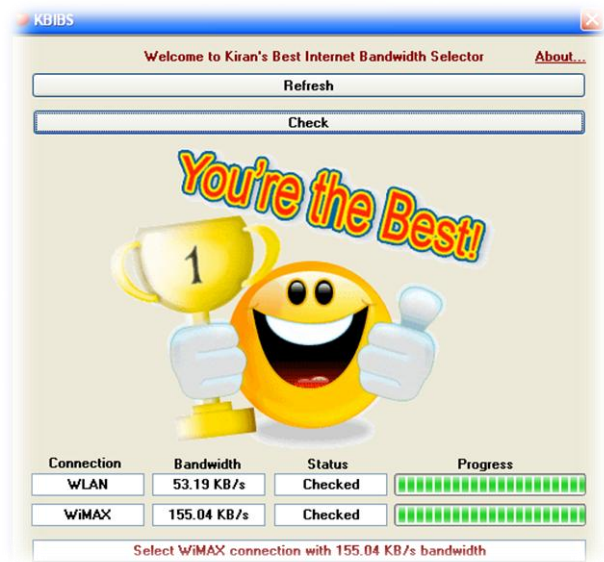 KBIBS
Welcome to Kiran's Best Internet Bandwidth Selector About...
Refresh
Check
You're the Best!
1
Connection Bandwidth Status Progress
WLAN 53.19 KB/s Checked
WiMAX 155.04 KB/s Checked
Select WiMAX connection with 155.04 KB/s bandwidth